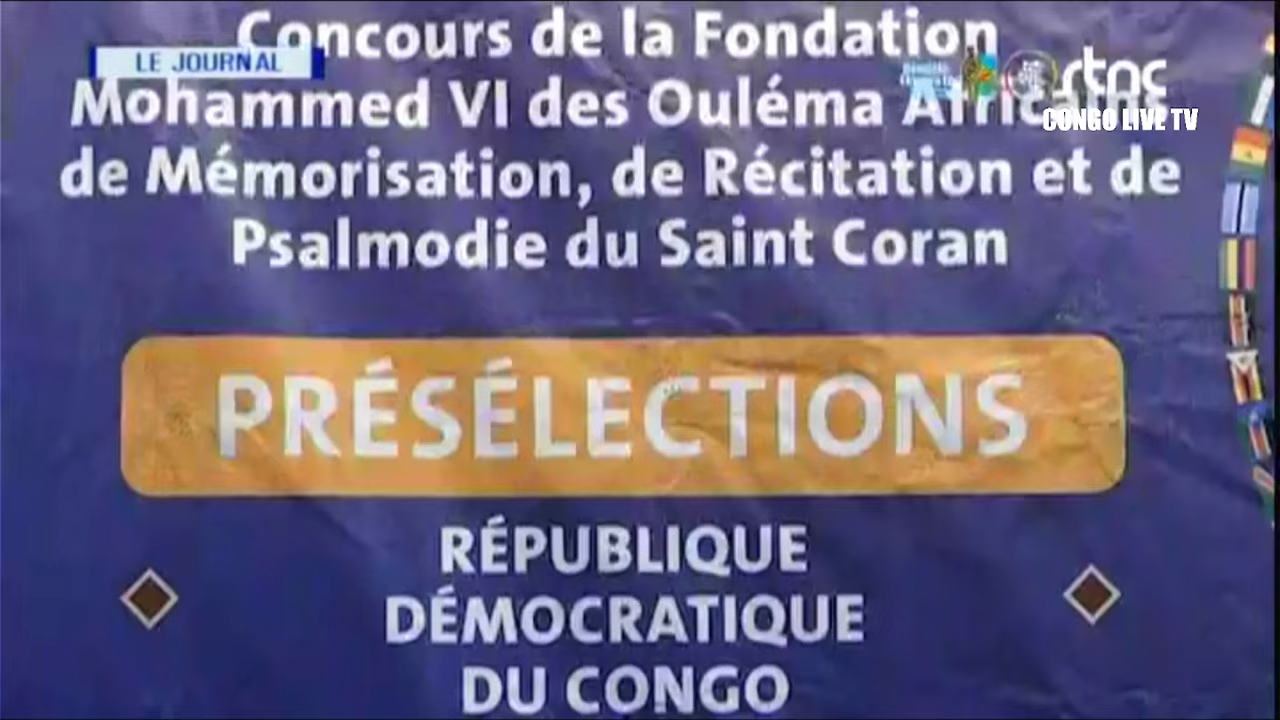 Concours de la Fondation
LE JOURNAL
rtnc
Mohammed VI des Ouléma Africains
CONGO LIVE TV
de Mémorisation, de Récitation et de
Psalmodie du Saint Coran
PRÉSÉLECTIONS
RÉPUBLIQUE
DÉMOCRATIQUE
DU CONGO